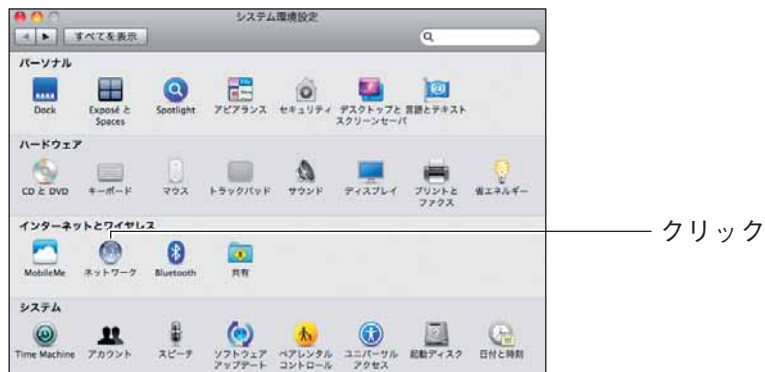 システム環境設定
すべてを表示
パーソナル
Dock
Exposé と
Spaces
Spotlight
アピアランス
セキュリティ
デスクトップと
スクリーンセーバ
言語とテキスト
ハードウェア
CD と DVD
キーボード
マウス
トラックパッド
サウンド
ディスプレイ
プリントと
ファクス
省エネルギー
インターネットとワイヤレス
クリック
MobileMe
ネットワーク
Bluetooth
共有
システム
Time Machine
アカウント
スピーチ
ソフトウェア
アップデート
ペアレンタル
コントロール
ユニバーサル
アクセス
起動ディスク
日付と時刻